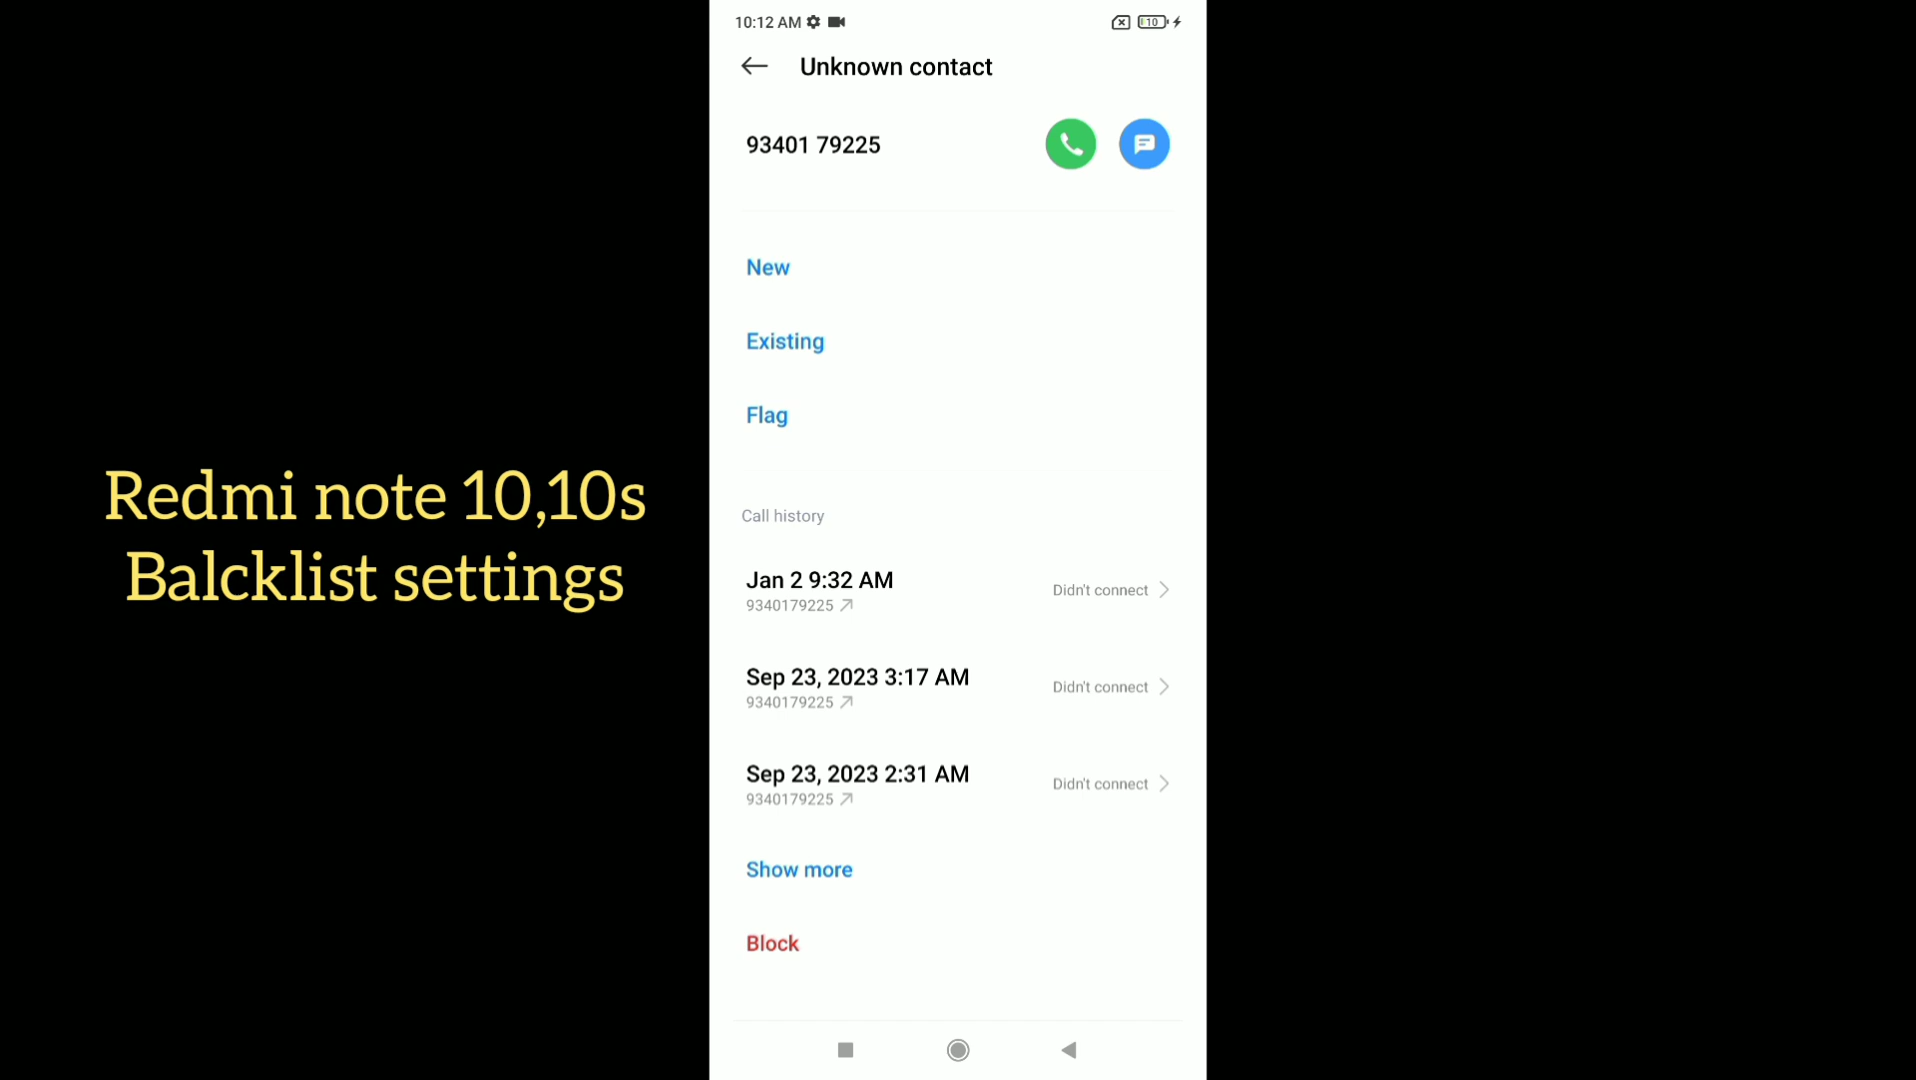 10:12 AM
10
Unknown contact
93401 79225
New
Existing
Flag
Redmi note 10,10s
Balcklist settings
Call history
Jan 2 9:32 AM
Didn't connect
9340179225
Sep 23, 2023 3:17 AM
Didn't connect
9340179225
Sep 23, 2023 2:31 AM
Didn't connect
9340179225
Show more
Block